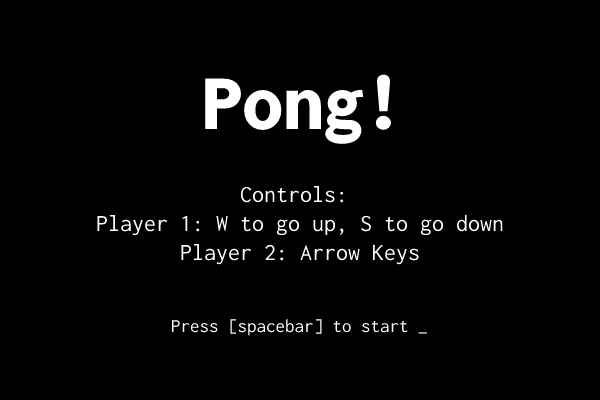 Pong!
Controls:
Player 1: W to go up, S to go down
Player 2: Arrow Keys
Press [spacebar] to start _